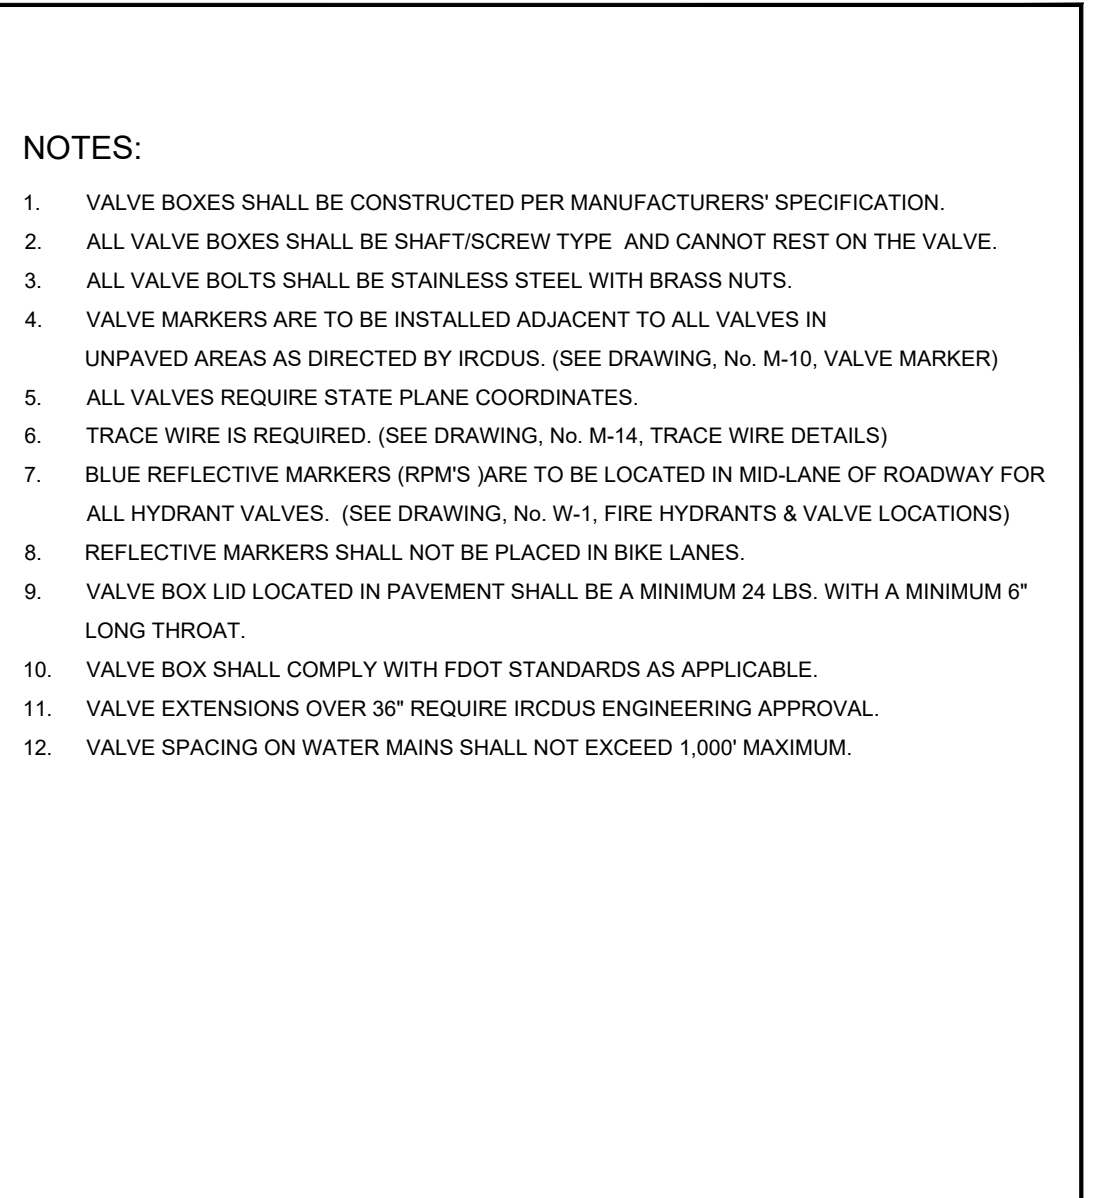 NOTES:
1. VALVE BOXES SHALL BE CONSTRUCTED PER MANUFACTURERS' SPECIFICATION.
2. ALL VALVE BOXES SHALL BE SHAFT/SCREW TYPE  AND CANNOT REST ON THE VALVE.
3. ALL VALVE BOLTS SHALL BE STAINLESS STEEL WITH BRASS NUTS.
4. VALVE MARKERS ARE TO BE INSTALLED ADJACENT TO ALL VALVES IN
UNPAVED AREAS AS DIRECTED BY IRCDUS. (SEE DRAWING, No. M-10, VALVE MARKER)
5. ALL VALVES REQUIRE STATE PLANE COORDINATES.
6. TRACE WIRE IS REQUIRED. (SEE DRAWING, No. M-14, TRACE WIRE DETAILS)
7. BLUE REFLECTIVE MARKERS (RPM'S )ARE TO BE LOCATED IN MID-LANE OF ROADWAY FOR
ALL HYDRANT VALVES.  (SEE DRAWING, No. W-1, FIRE HYDRANTS & VALVE LOCATIONS)
8. REFLECTIVE MARKERS SHALL NOT BE PLACED IN BIKE LANES.
9. VALVE BOX LID LOCATED IN PAVEMENT SHALL BE A MINIMUM 24 LBS. WITH A MINIMUM 6"
LONG THROAT.
10. VALVE BOX SHALL COMPLY WITH FDOT STANDARDS AS APPLICABLE.
11. VALVE EXTENSIONS OVER 36" REQUIRE IRCDUS ENGINEERING APPROVAL.
12. VALVE SPACING ON WATER MAINS SHALL NOT EXCEED 1,000' MAXIMUM.